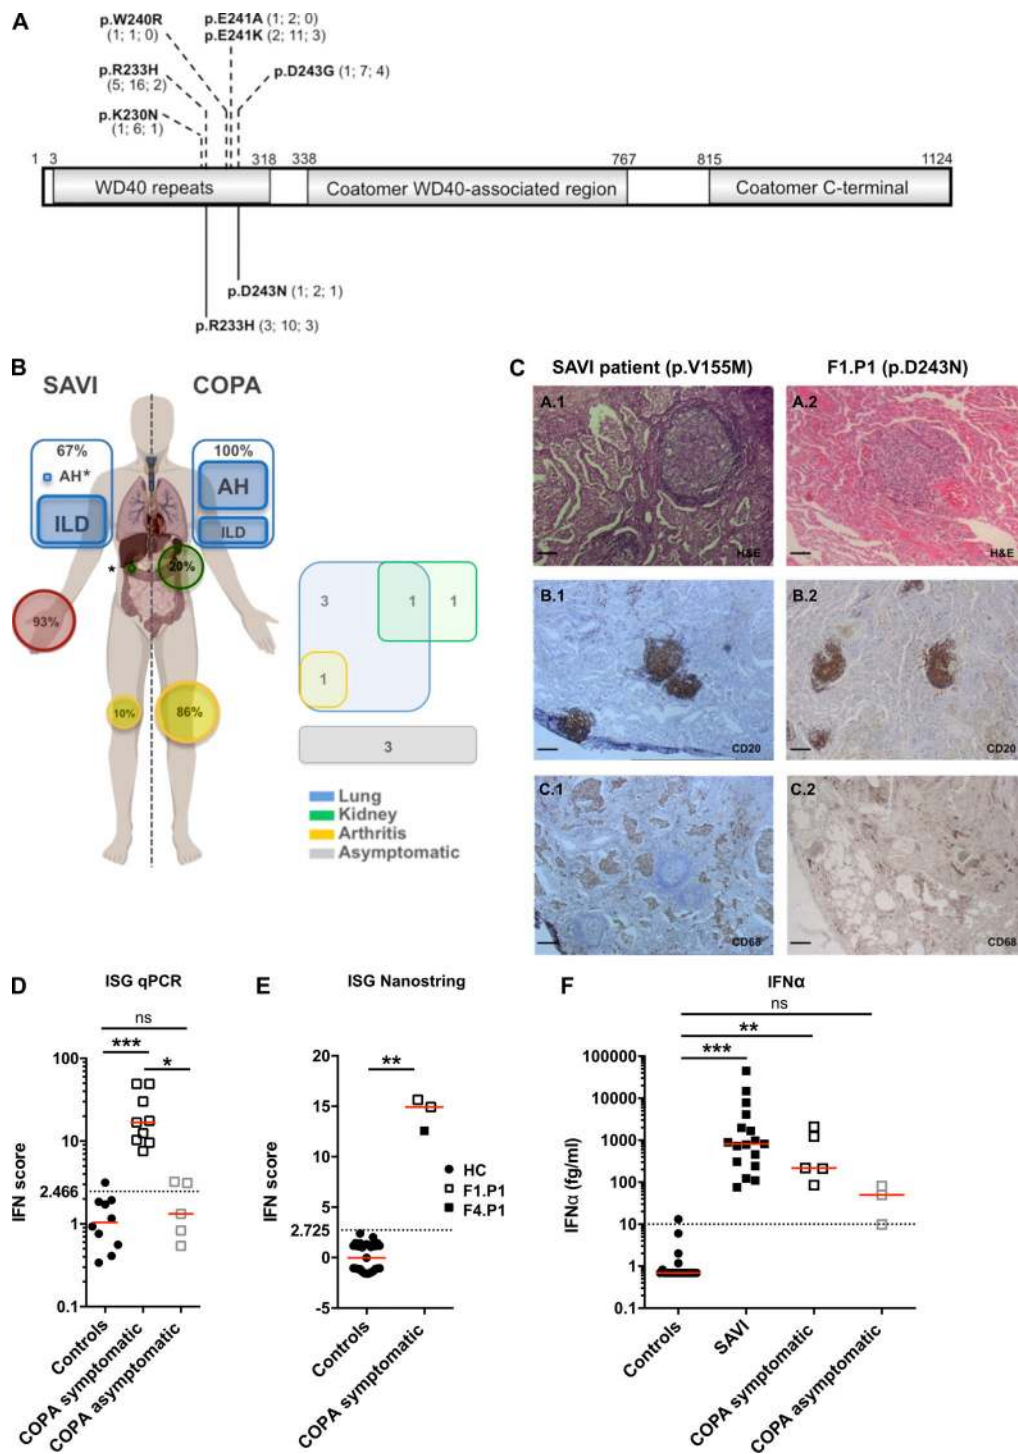 A
p.W240R
(1; 1; 0)
p.E241A (1; 2; 0)
p.E241K (2; 11; 3)
p.R233H
(5; 16; 2)
p.D243G (1; 7; 4)
p.K230N
(1; 6; 1)
1 3 318 338 767 815 1124
WD40 repeats Coatomer WD40-associated region Coatomer C-terminal
p.D243N (1; 2; 1)
p.R233H (3; 10; 3)
B
SAVI COPA
67% 100%
AH* AH
ILD ILD
* 20%
93%
10% 86%
3 1 1
1
3
Lung
Kidney
Arthritis
Asymptomatic
C SAVI patient (p.V155M) F1.P1 (p.D243N)
A.1 A.2
H&E H&E
B.1 B.2
CD20 CD20
C.1 C.2
CD68 CD68
D ISG qPCR
ns
*** *
100
10
2.466
1
0.1
IFN score
Controls
COPA symptomatic
COPA asymptomatic
E ISG Nanostring
**
20
15
10
5
2.725
0
-5
IFN score
HC
F1.P1
F4.P1
Controls
COPA symptomatic
F IFNα
ns
**
***
100000
10000
1000
100
10
1
0.1
IFNα (fg/ml)
Controls
SAVI
COPA symptomatic
COPA asymptomatic